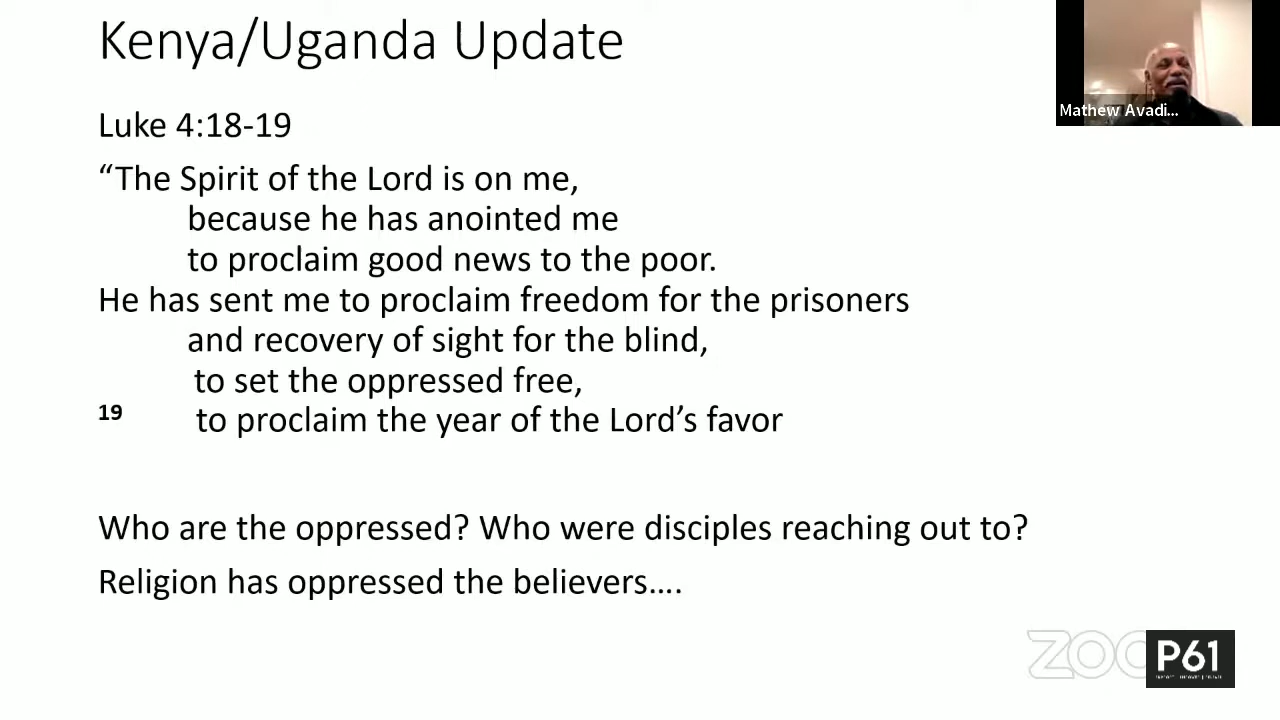 Kenya/Uganda Update
Mathew Avadi...
Luke 4:18-19
“The Spirit of the Lord is on me,
because he has anointed me
to proclaim good news to the poor.
He has sent me to proclaim freedom for the prisoners
and recovery of sight for the blind,
to set the oppressed free,
19 to proclaim the year of the Lord’s favor
Who are the oppressed? Who were disciples reaching out to?
Religion has oppressed the believers….
P61